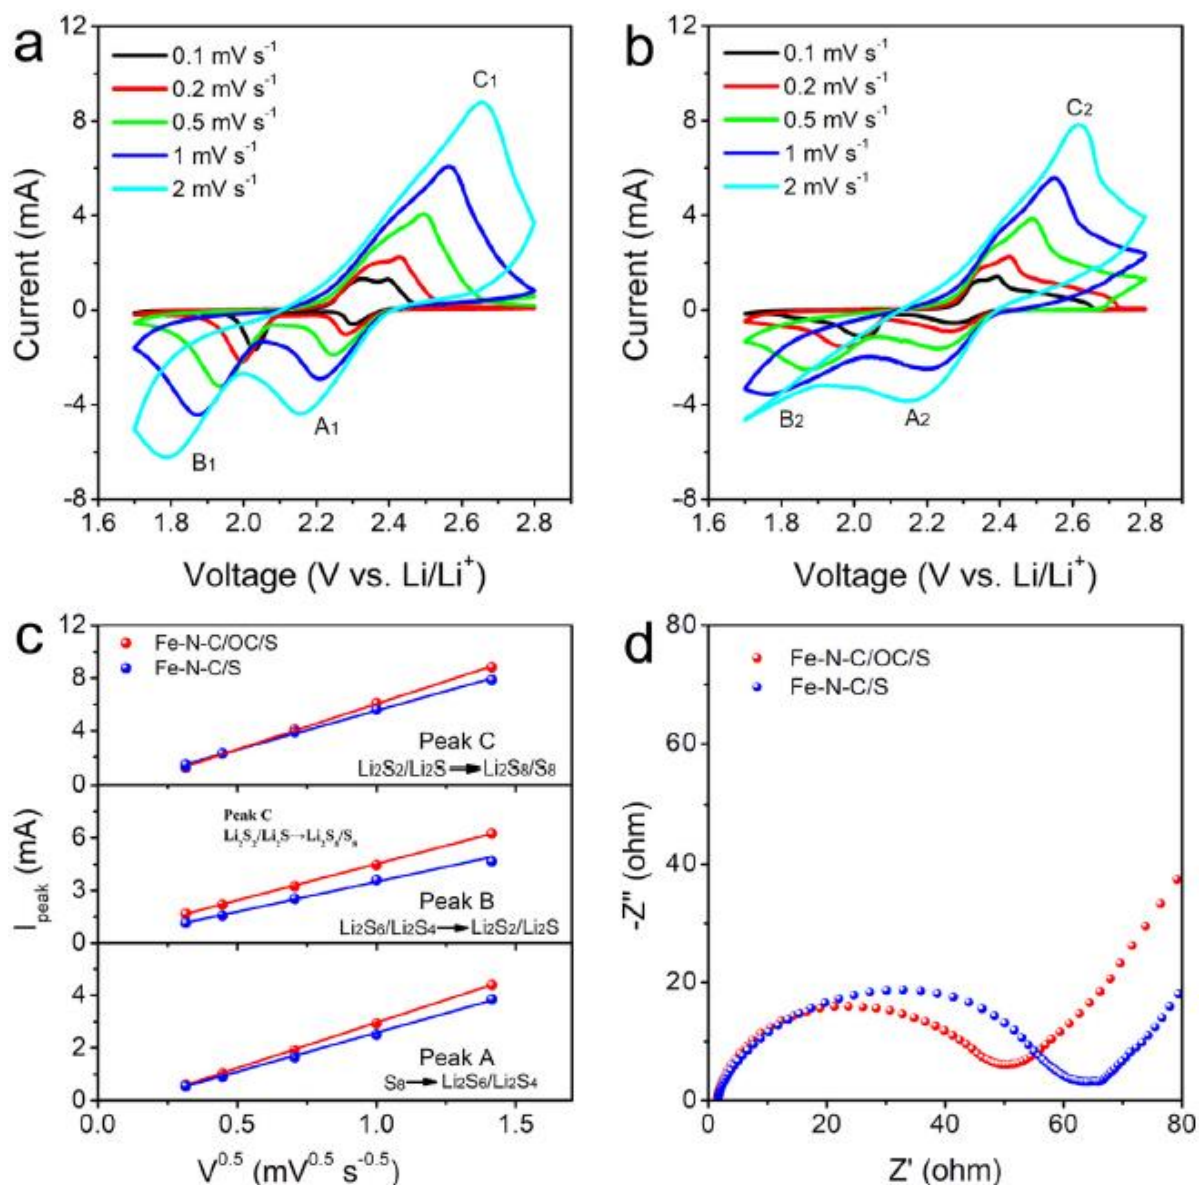 a
12
8
4
0
-4
-8
Current (mA)
0.1 mV s⁻¹
0.2 mV s⁻¹
0.5 mV s⁻¹
1 mV s⁻¹
2 mV s⁻¹
C₁
A₁
B₁
1.6 1.8 2.0 2.2 2.4 2.6 2.8
Voltage (V vs. Li/Li⁺)
b
12
8
4
0
-4
-8
Current (mA)
0.1 mV s⁻¹
0.2 mV s⁻¹
0.5 mV s⁻¹
1 mV s⁻¹
2 mV s⁻¹
C₂
B₂ A₂
1.6 1.8 2.0 2.2 2.4 2.6 2.8
Voltage (V vs. Li/Li⁺)
c
12
8
4
0
Fe-N-C/OC/S
Fe-N-C/S
Peak C
Li₂S₂/Li₂S → Li₂S₈/S₈
6
3
0
Peak C
Li₂S₂/Li₂S→Li₂S₈/S₈
Peak B
Li₂S₆/Li₂S₄ → Li₂S₂/Li₂S
4
2
0
Peak A
S₈ → Li₂S₆/Li₂S₄
I peak (mA)
0.0 0.5 1.0 1.5
V⁰·⁵ (mV⁰·⁵ s⁻⁰·⁵)
d
80
60
40
20
0
-Z" (ohm)
Fe-N-C/OC/S
Fe-N-C/S
0 20 40 60 80
Z' (ohm)